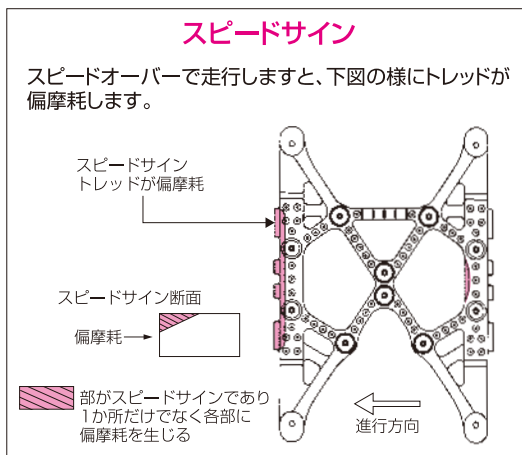 スピードサイン
スピードオーバーで走行しますと、下図の様にトレッドが
偏摩耗します。
スピードサイン
トレッドが偏摩耗
スピードサイン断面
偏摩耗
部がスピードサインであり
1か所だけでなく各部に
偏摩耗を生じる
進行方向